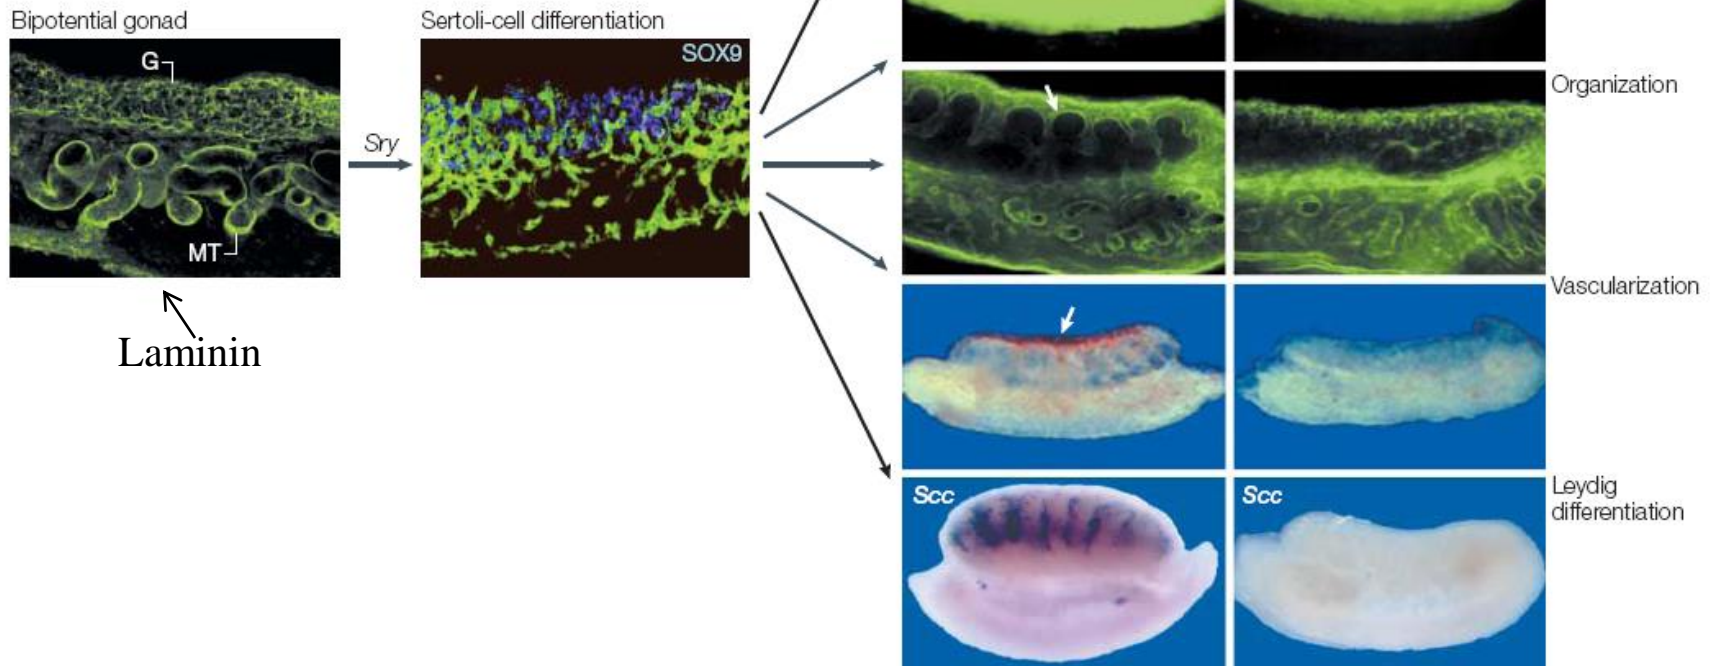 Bipotential gonad
Sertoli-cell differentiation
G
SOX9
Organization
Sry
MT
Vascularization
Laminin
Scc
Scc
Leydig
differentiation